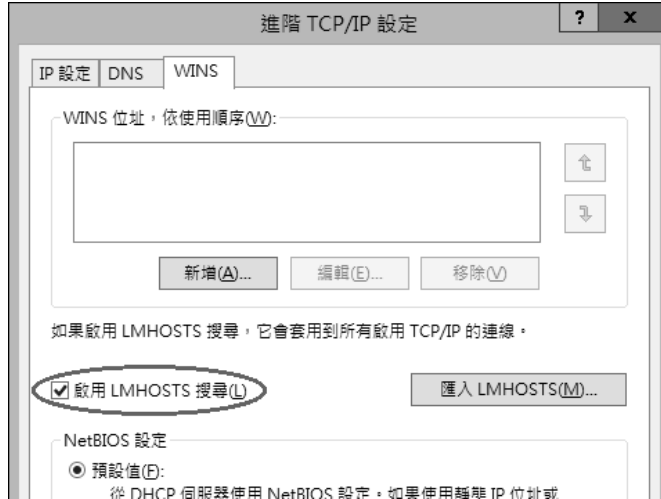 進階 TCP/IP 設定
? x
IP 設定 DNS WINS
WINS 位址，依使用順序(W):
新增(A)... 編輯(E)... 移除(V)
如果啟用 LMHOSTS 搜尋，它會套用到所有啟用 TCP/IP 的連線。
啟用 LMHOSTS 搜尋(L) 匯入 LMHOSTS(M)...
NetBIOS 設定
預設值(F):
從 DHCP 伺服器使用 NetBIOS 設定。如果使用靜態 IP 位址或